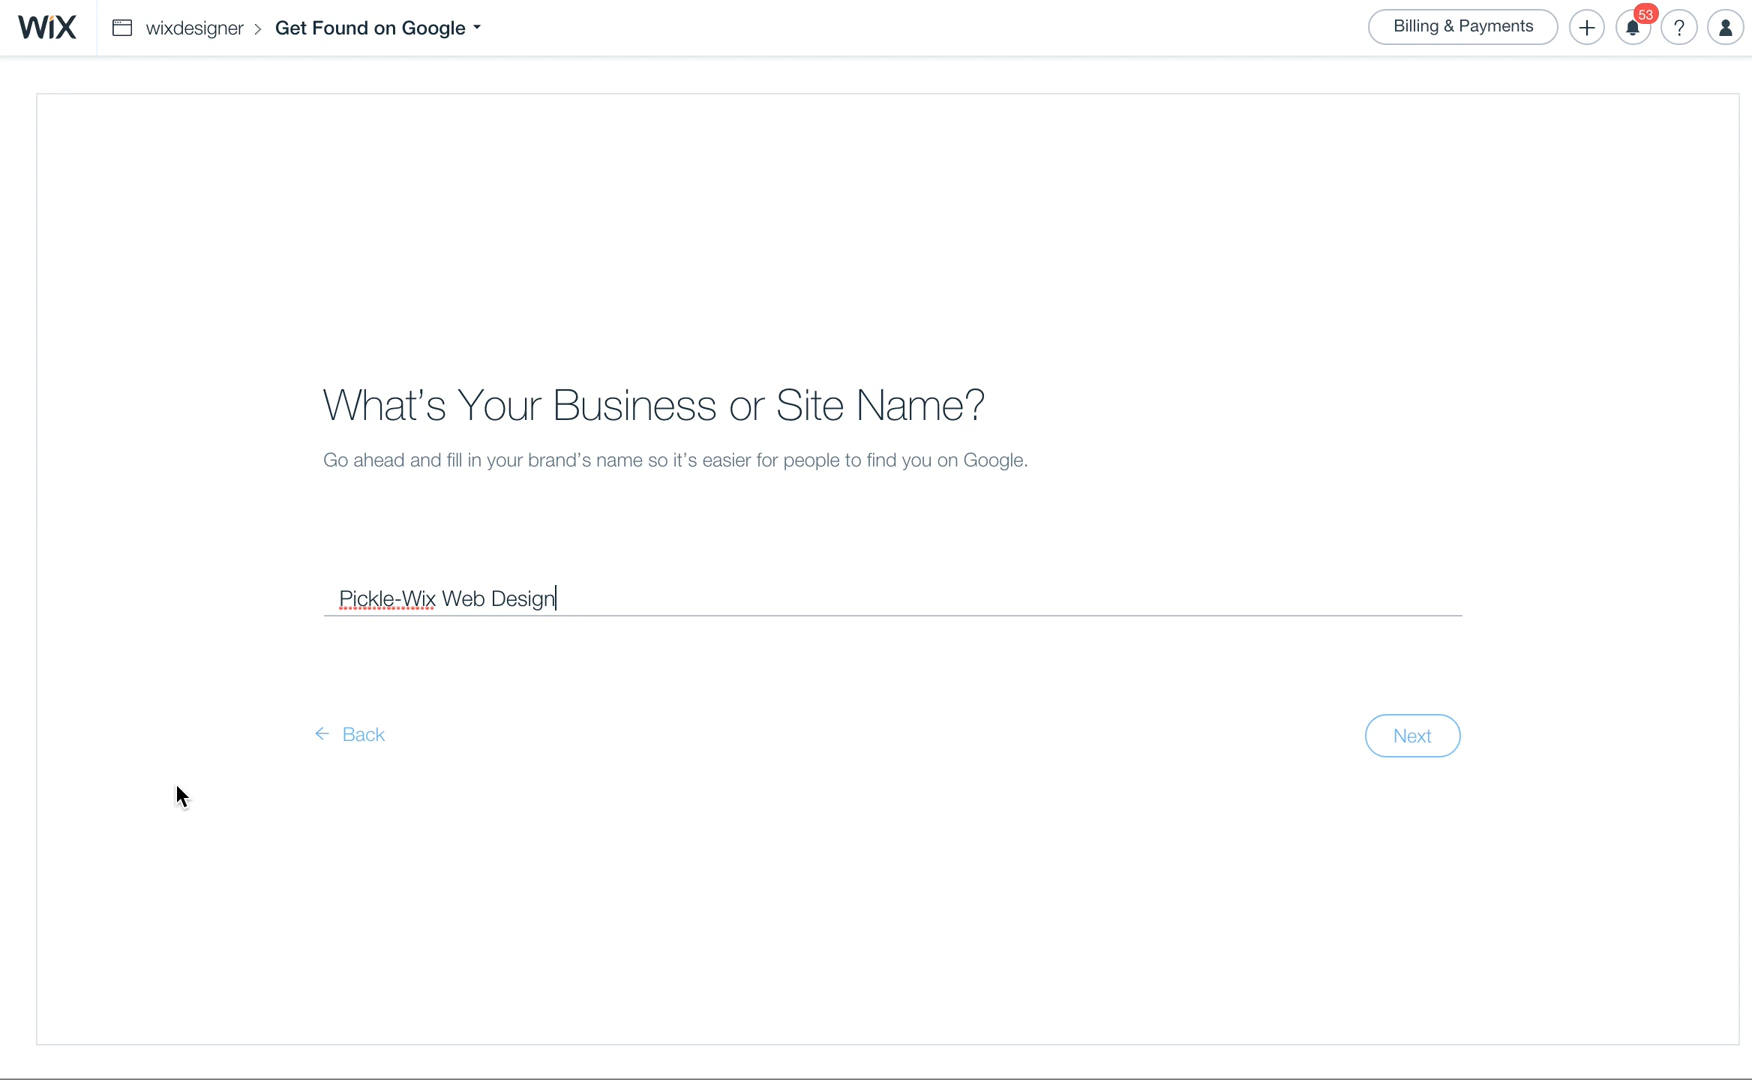 WiX wixdesigner > Get Found on Google Billing & Payments + 53 ?
What's Your Business or Site Name?
Go ahead and fill in your brand's name so it's easier for people to find you on Google.
Pickle-Wix Web Design
← Back Next